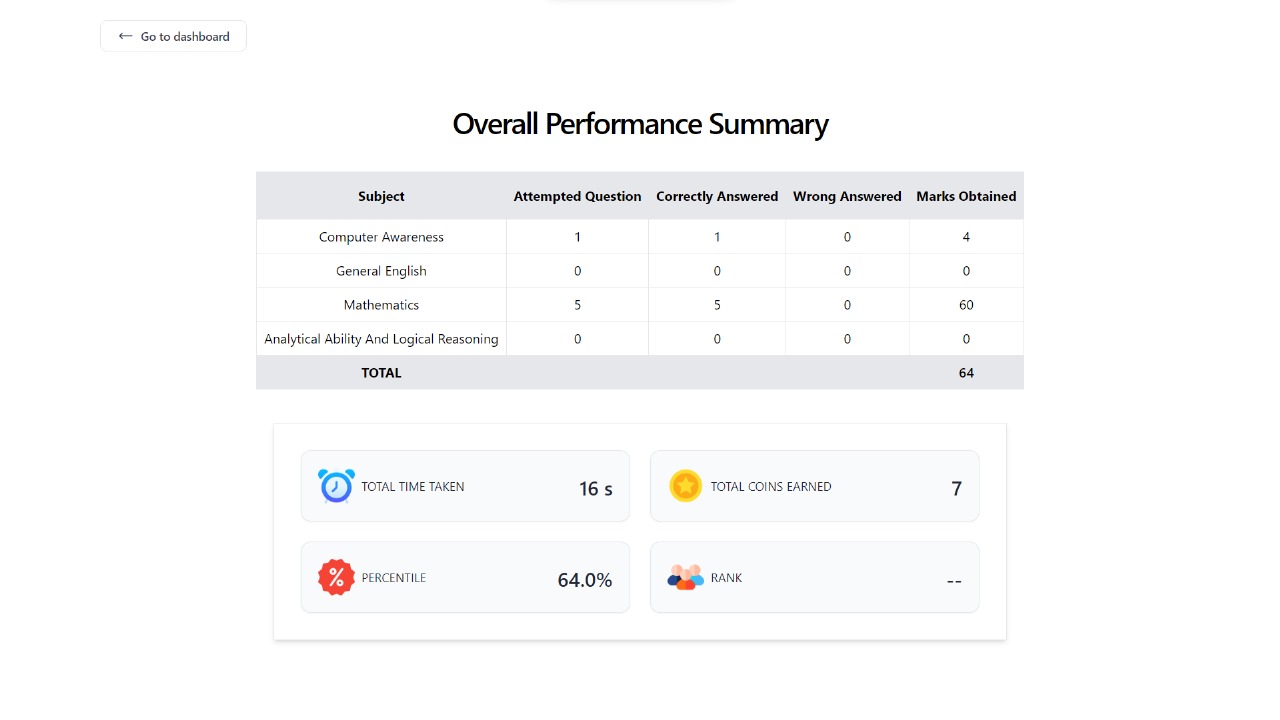 ← Go to dashboard
Overall Performance Summary
Subject Attempted Question Correctly Answered Wrong Answered Marks Obtained
Computer Awareness 1 1 0 4
General English 0 0 0 0
Mathematics 5 5 0 60
Analytical Ability And Logical Reasoning 0 0 0 0
TOTAL 64
TOTAL TIME TAKEN 16 s
TOTAL COINS EARNED 7
% PERCENTILE 64.0%
RANK --